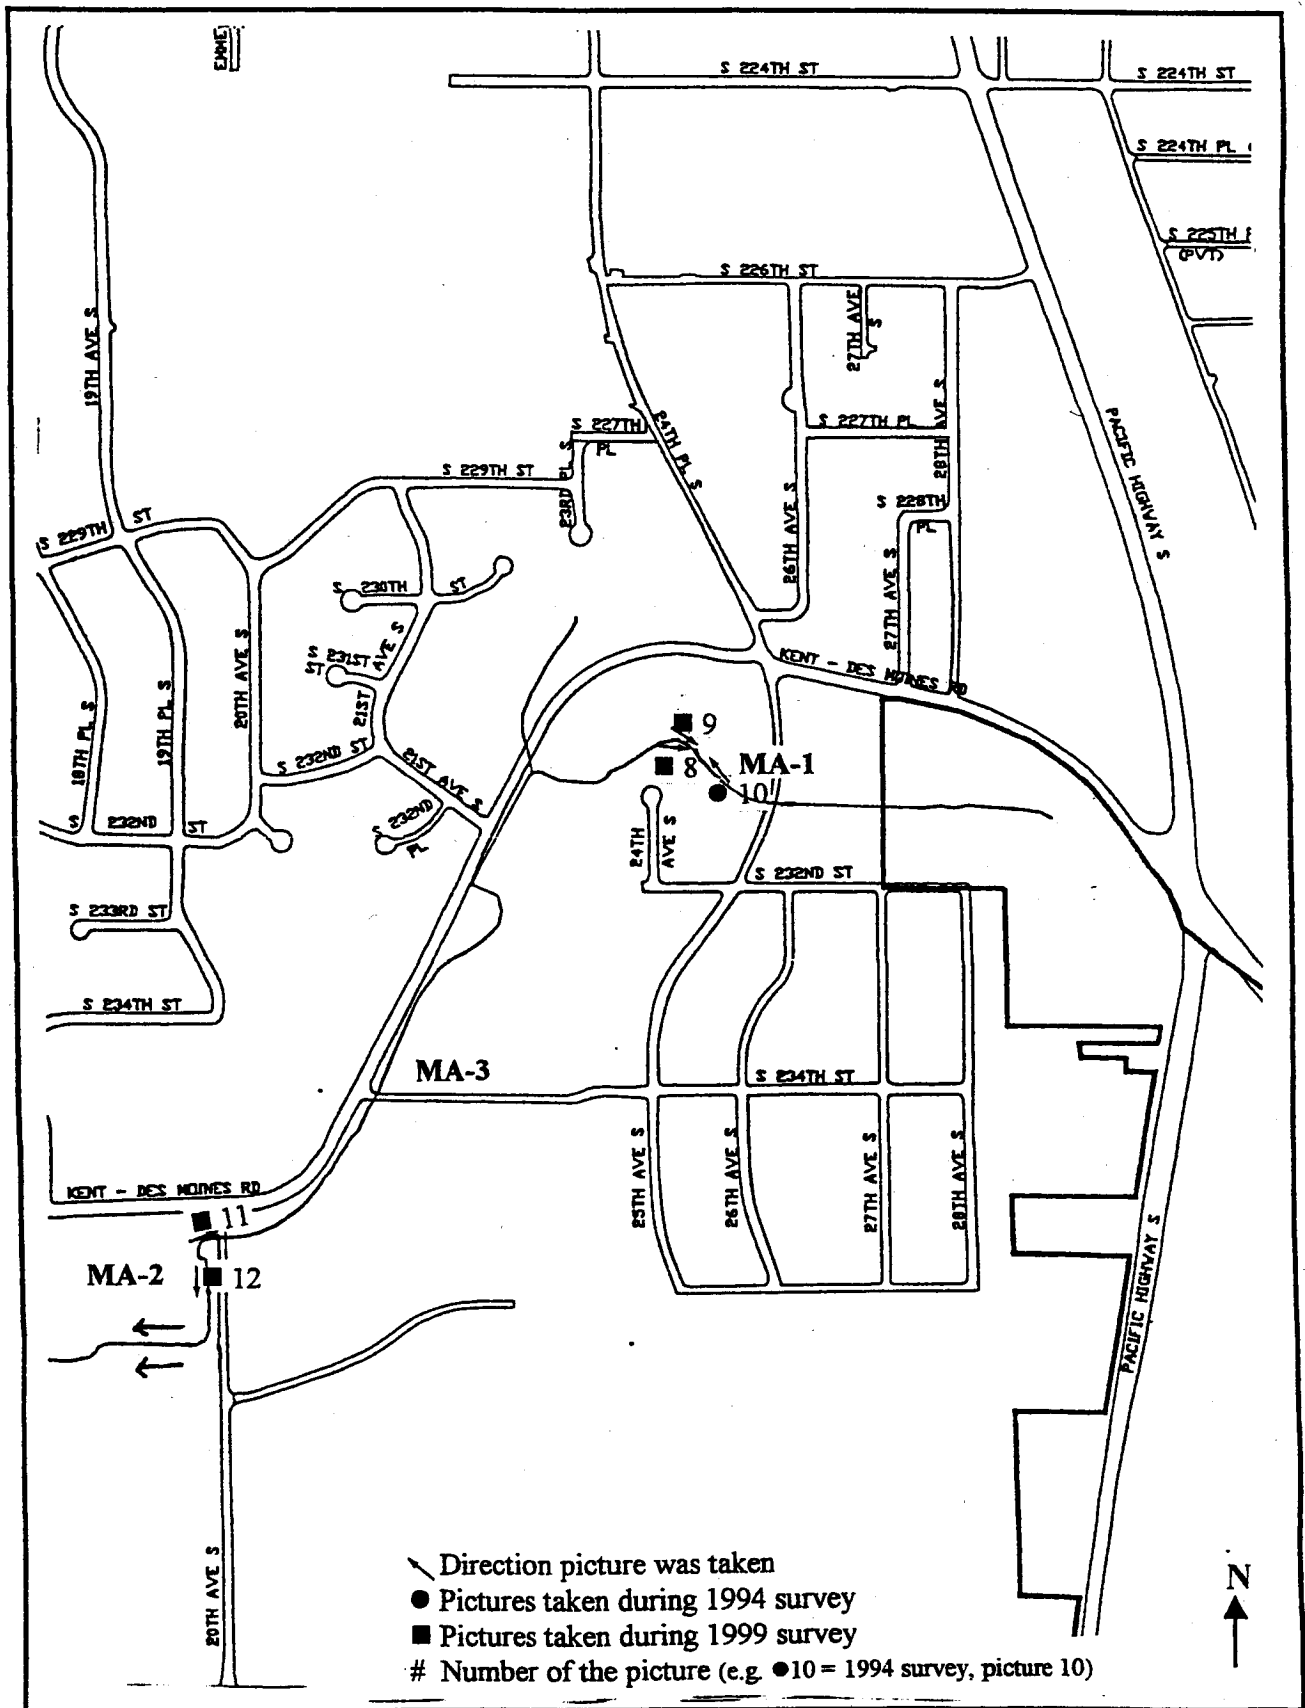 EMME
S 224TH ST
S 224TH ST
S 224TH PL
S 225TH P
(PVT)
S 226TH ST
19TH AVE S
27TH AVE S
S 227TH PL
24TH PL S
S 227TH PL
28TH AVE S
PACIFIC HIGHWAY S
S 229TH ST
23RD PL S
26TH AVE S
S 228TH PL
S 229TH ST
S 230TH ST
27TH AVE S
S 231ST ST
21ST AVE S
20TH AVE S
KENT - DES MOINES RD
18TH PL S
19TH PL S
S 232ND ST
21ST AVE S
9
8
MA-1
10
S 232ND PL
S 232ND ST
24TH AVE S
S 232ND ST
S 233RD ST
S 234TH ST
MA-3
S 234TH ST
25TH AVE S
26TH AVE S
27TH AVE S
28TH AVE S
KENT - DES MOINES RD
11
MA-2
12
PACIFIC HIGHWAY S
20TH AVE S
Direction picture was taken
● Pictures taken during 1994 survey
■ Pictures taken during 1999 survey
# Number of the picture (e.g. ●10 = 1994 survey, picture 10)
N